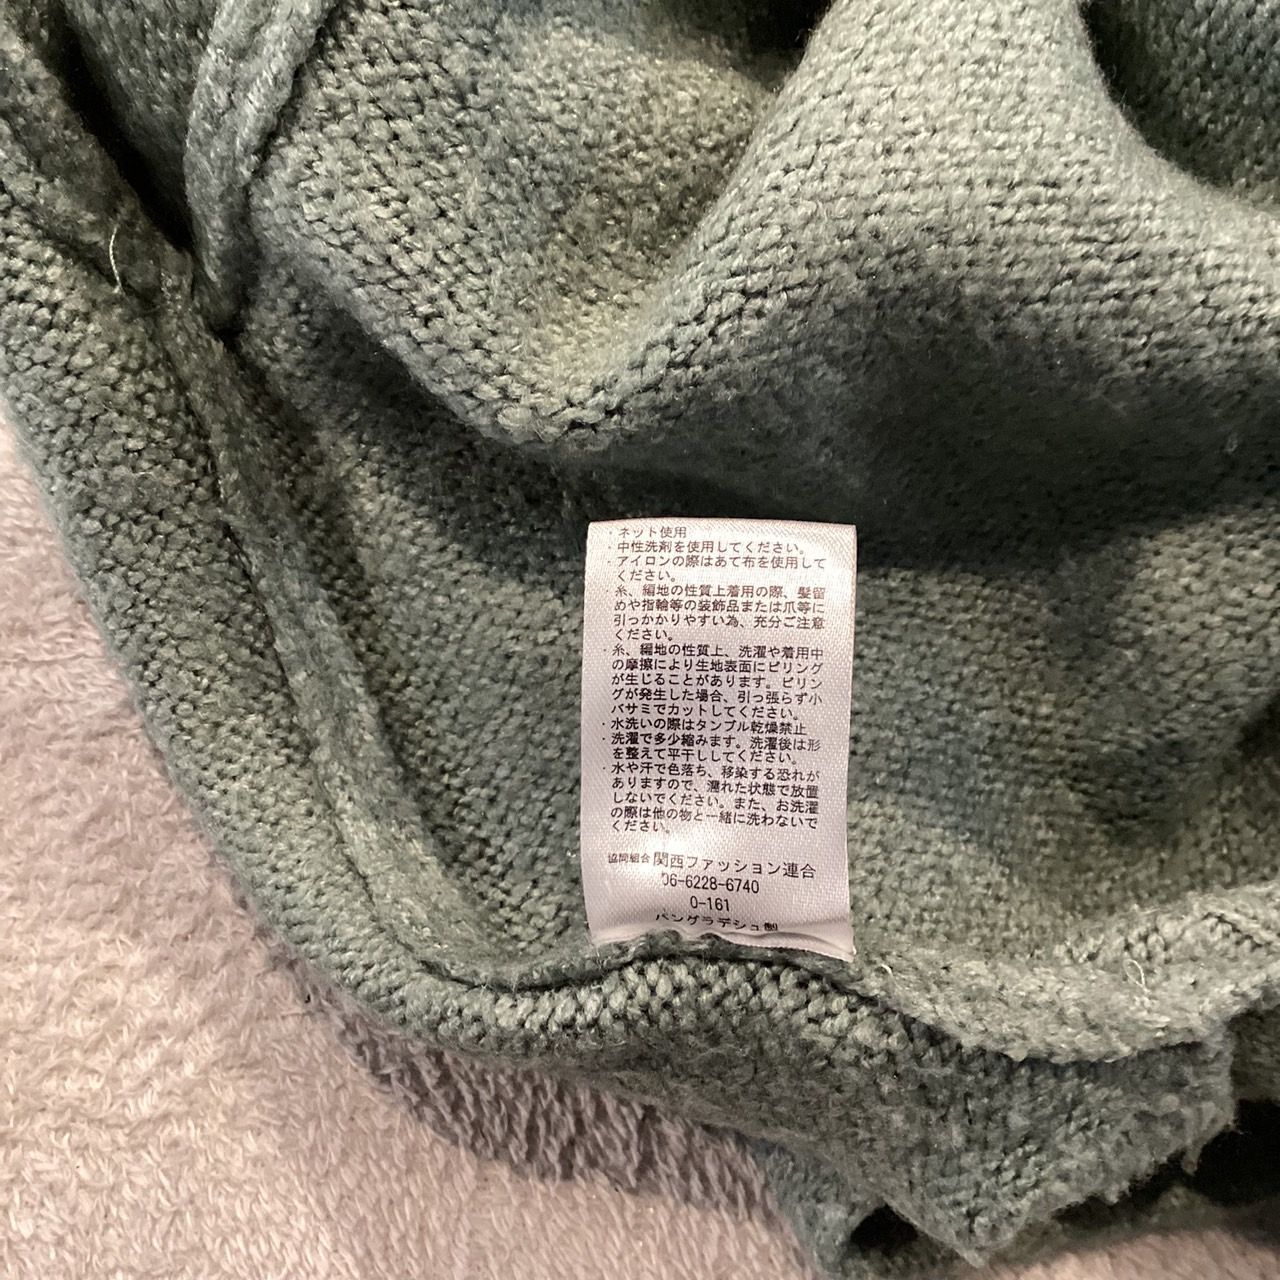 ・ネット使用
・中性洗剤を使用してください。
・アイロンの際はあて布を使用して
ください。
・糸、編地の性質上着用の際、髪留
めや指輪等の装飾品または爪等に
引っかかりやすい為、充分ご注意
ください。
・糸、編地の性質上、洗濯や着用中
の摩擦により生地表面にピリング
が生じることがあります。ピリン
グが発生した場合、引っ張らず小
バサミでカットしてください。
・水洗いの際はタンブル乾燥禁止
・洗濯で多少縮みます。洗濯後は形
を整えて平干ししてください。
・水や汗で色落ち、移染する恐れが
ありますので、濡れた状態で放置
しないでください。また、お洗濯
の際は他の物と一緒に洗わないで
ください。
協同組合 関西ファッション連合
06-6228-6740
0-161
バングラデシュ製